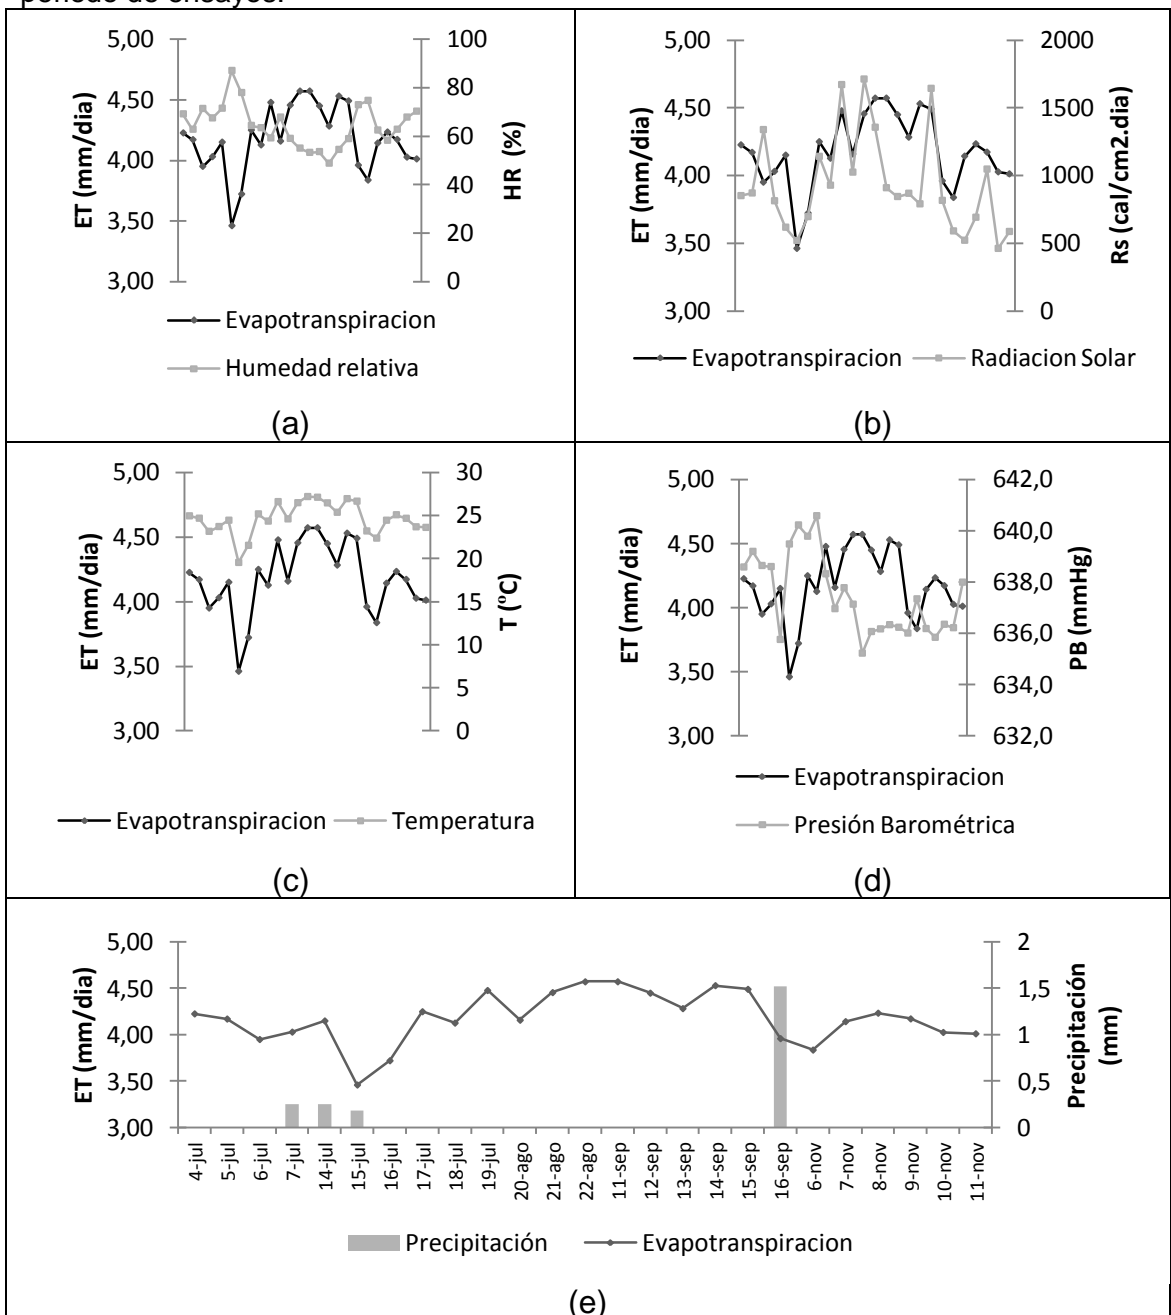 periodo de ensayos.
5,00
4,50
4,00
3,50
3,00
ET (mm/dia)
100
80
60
40
20
0
HR (%)
Evapotranspiracion
Humedad relativa
(a)
5,00
4,50
4,00
3,50
3,00
ET (mm/dia)
2000
1500
1000
500
0
Rs (cal/cm2.dia)
Evapotranspiracion Radiacion Solar
(b)
5,00
4,50
4,00
3,50
3,00
ET (mm/dia)
30
25
20
15
10
5
0
T (ºC)
Evapotranspiracion Temperatura
(c)
5,00
4,50
4,00
3,50
3,00
ET (mm/dia)
642,0
640,0
638,0
636,0
634,0
632,0
PB (mmHg)
Evapotranspiracion
Presión Barométrica
(d)
5,00
4,50
4,00
3,50
3,00
ET (mm/dia)
2
1,5
1
0,5
0
Precipitación
(mm)
4-jul
5-jul
6-jul
7-jul
14-jul
15-jul
16-jul
17-jul
18-jul
19-jul
20-ago
21-ago
22-ago
11-sep
12-sep
13-sep
14-sep
15-sep
16-sep
6-nov
7-nov
8-nov
9-nov
10-nov
11-nov
Precipitación Evapotranspiracion
(e)